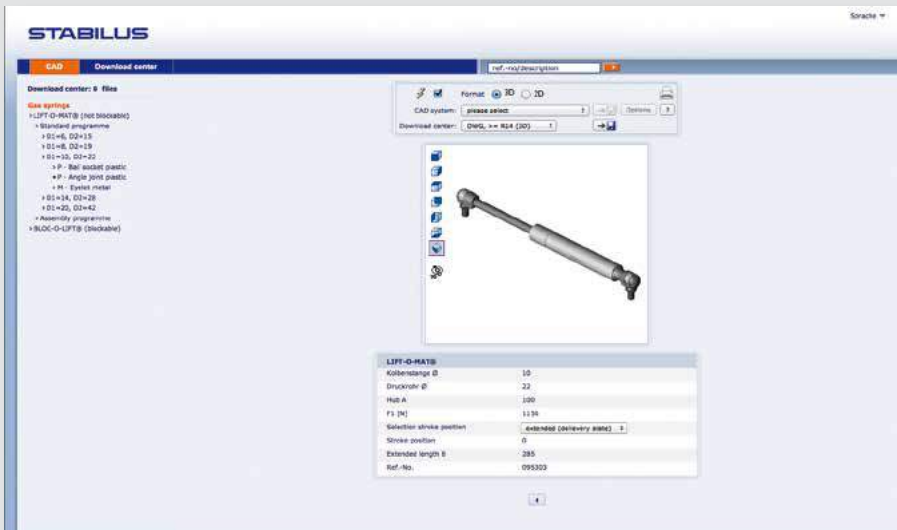 Sprache
STABILUS
CAD Download center
ref.-no/description
Download center: 0 files
Gas springs
LIFT-O-MAT® (not blockable)
Standard programme
D1=6, D2=15
D1=8, D2=19
D1=10, D2=22
P - Ball socket plastic
P - Angle joint plastic
M - Eyelet metal
D1=14, D2=28
D1=20, D2=42
Assembly programme
BLOC-O-LIFT® (blockable)
Format 3D 2D
CAD system: please select Options ?
Download center: DWG, >= R14 (3D)
LIFT-O-MAT®
Kolbenstange Ø 10
Druckrohr Ø 22
Hub A 100
F1 [N] 1134
Selection stroke position extended (delievery state)
Stroke position 0
Extended length B 285
Ref.-No. 095303